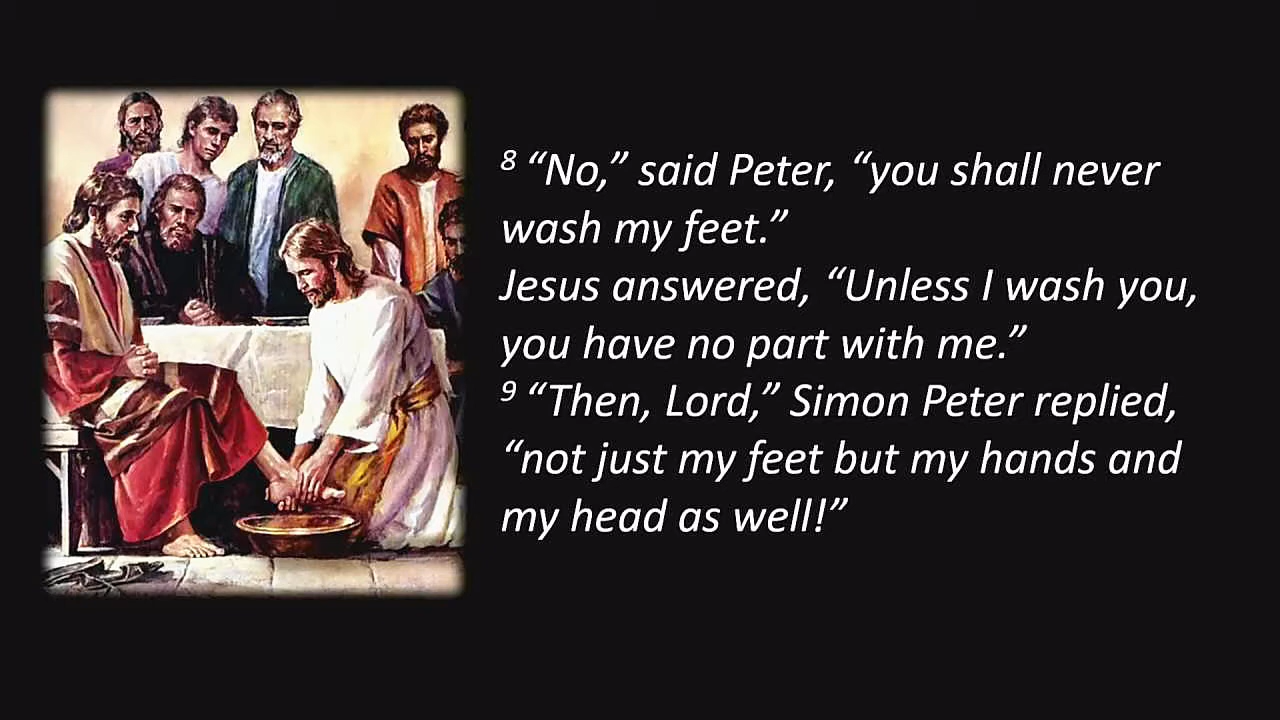 8 “No,” said Peter, “you shall never
wash my feet.”
Jesus answered, “Unless I wash you,
you have no part with me.”
9 “Then, Lord,” Simon Peter replied,
“not just my feet but my hands and
my head as well!”